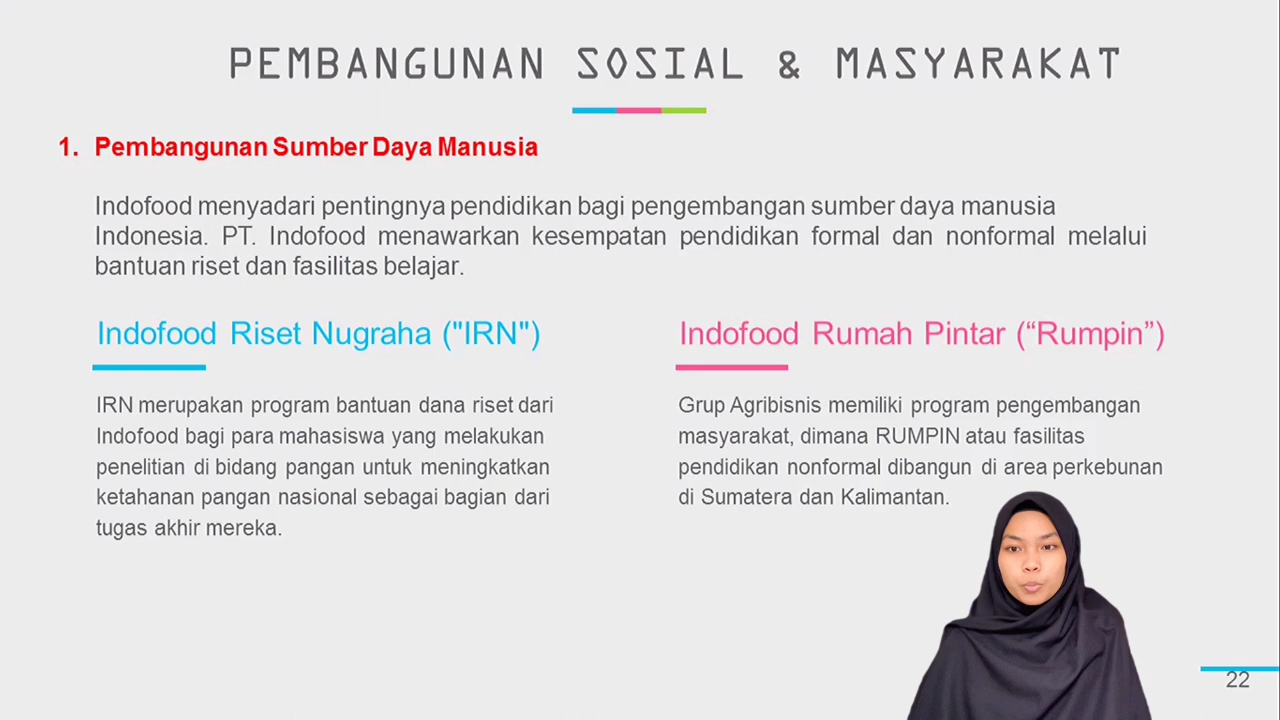 PEMBANGUNAN SOSIAL & MASYARAKAT
1. Pembangunan Sumber Daya Manusia
Indofood menyadari pentingnya pendidikan bagi pengembangan sumber daya manusia
Indonesia. PT. Indofood menawarkan kesempatan pendidikan formal dan nonformal melalui
bantuan riset dan fasilitas belajar.
Indofood Riset Nugraha ("IRN")
IRN merupakan program bantuan dana riset dari
Indofood bagi para mahasiswa yang melakukan
penelitian di bidang pangan untuk meningkatkan
ketahanan pangan nasional sebagai bagian dari
tugas akhir mereka.
Indofood Rumah Pintar (“Rumpin”)
Grup Agribisnis memiliki program pengembangan
masyarakat, dimana RUMPIN atau fasilitas
pendidikan nonformal dibangun di area perkebunan
di Sumatera dan Kalimantan.
22